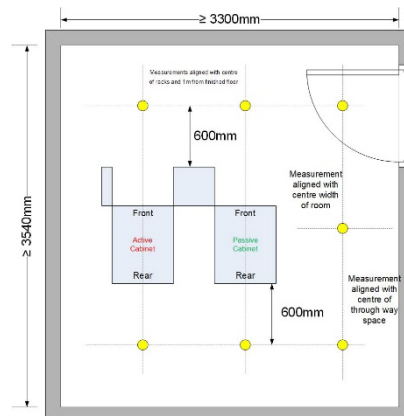 ≥ 3300mm
Measurements aligned with centre
of racks and 1m from finished floor
600mm
≥ 3540mm
Measurement
aligned with
centre width
of room
Front
Front
Active
Cabinet
Passive
Cabinet
Rear
Rear
Measurement
aligned with
centre of
through way
space
600mm